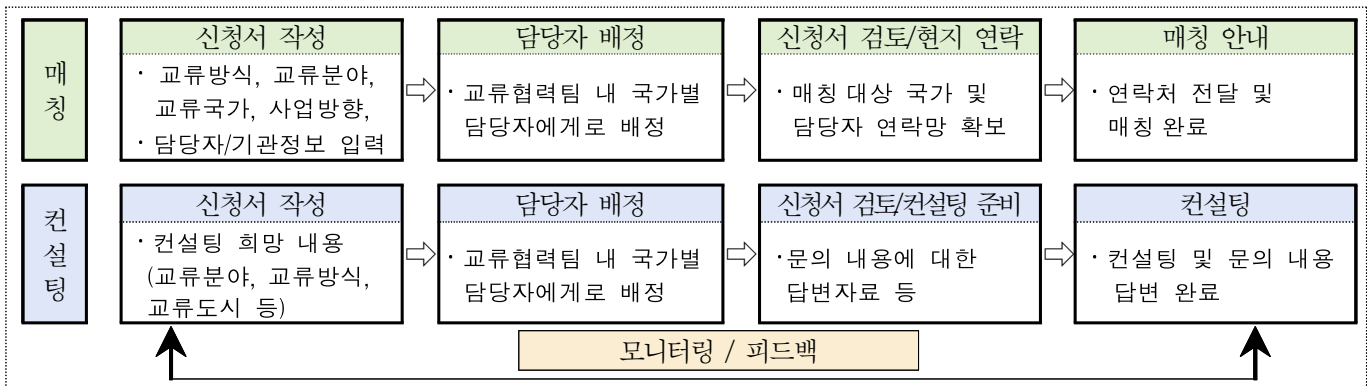 매
칭
신청서 작성
· 교류방식, 교류분야,
교류국가, 사업방향,
· 담당자/기관정보 입력
담당자 배정
· 교류협력팀 내 국가별
담당자에게로 배정
신청서 검토/현지 연락
· 매칭 대상 국가 및
담당자 연락망 확보
매칭 안내
· 연락처 전달 및
매칭 완료
컨
설
팅
신청서 작성
· 컨설팅 희망 내용
(교류분야, 교류방식,
교류도시 등)
담당자 배정
· 교류협력팀 내 국가별
담당자에게로 배정
신청서 검토/컨설팅 준비
·문의 내용에 대한
답변자료 등
컨설팅
· 컨설팅 및 문의 내용
답변 완료
모니터링 / 피드백